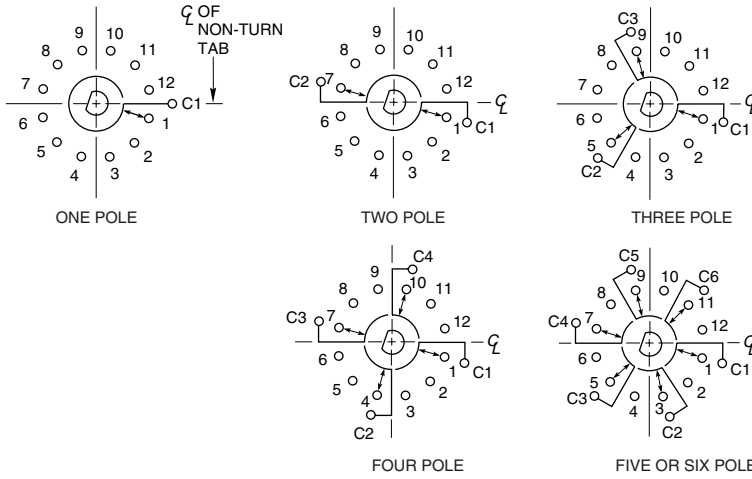 ℄ OF
NON-TURN
TAB
9 10
8 11
7 12
C1
6 1
5 2
4 3
ONE POLE
9 10
8 11
C2 7 12
℄
6 1 C1
5 2
4 3
TWO POLE
C3
9 10
8 11
7 12
℄
6 1 C1
5 2
C2 4 3
THREE POLE
C4
9 10
8 11
C3 7 12
℄
6 1 C1
5 2
4 3
C2
FOUR POLE
C5
9 10 C6
8 11
C4 7 12
℄
6 1 C1
5 2
C3 4 3
C2
FIVE OR SIX POLE